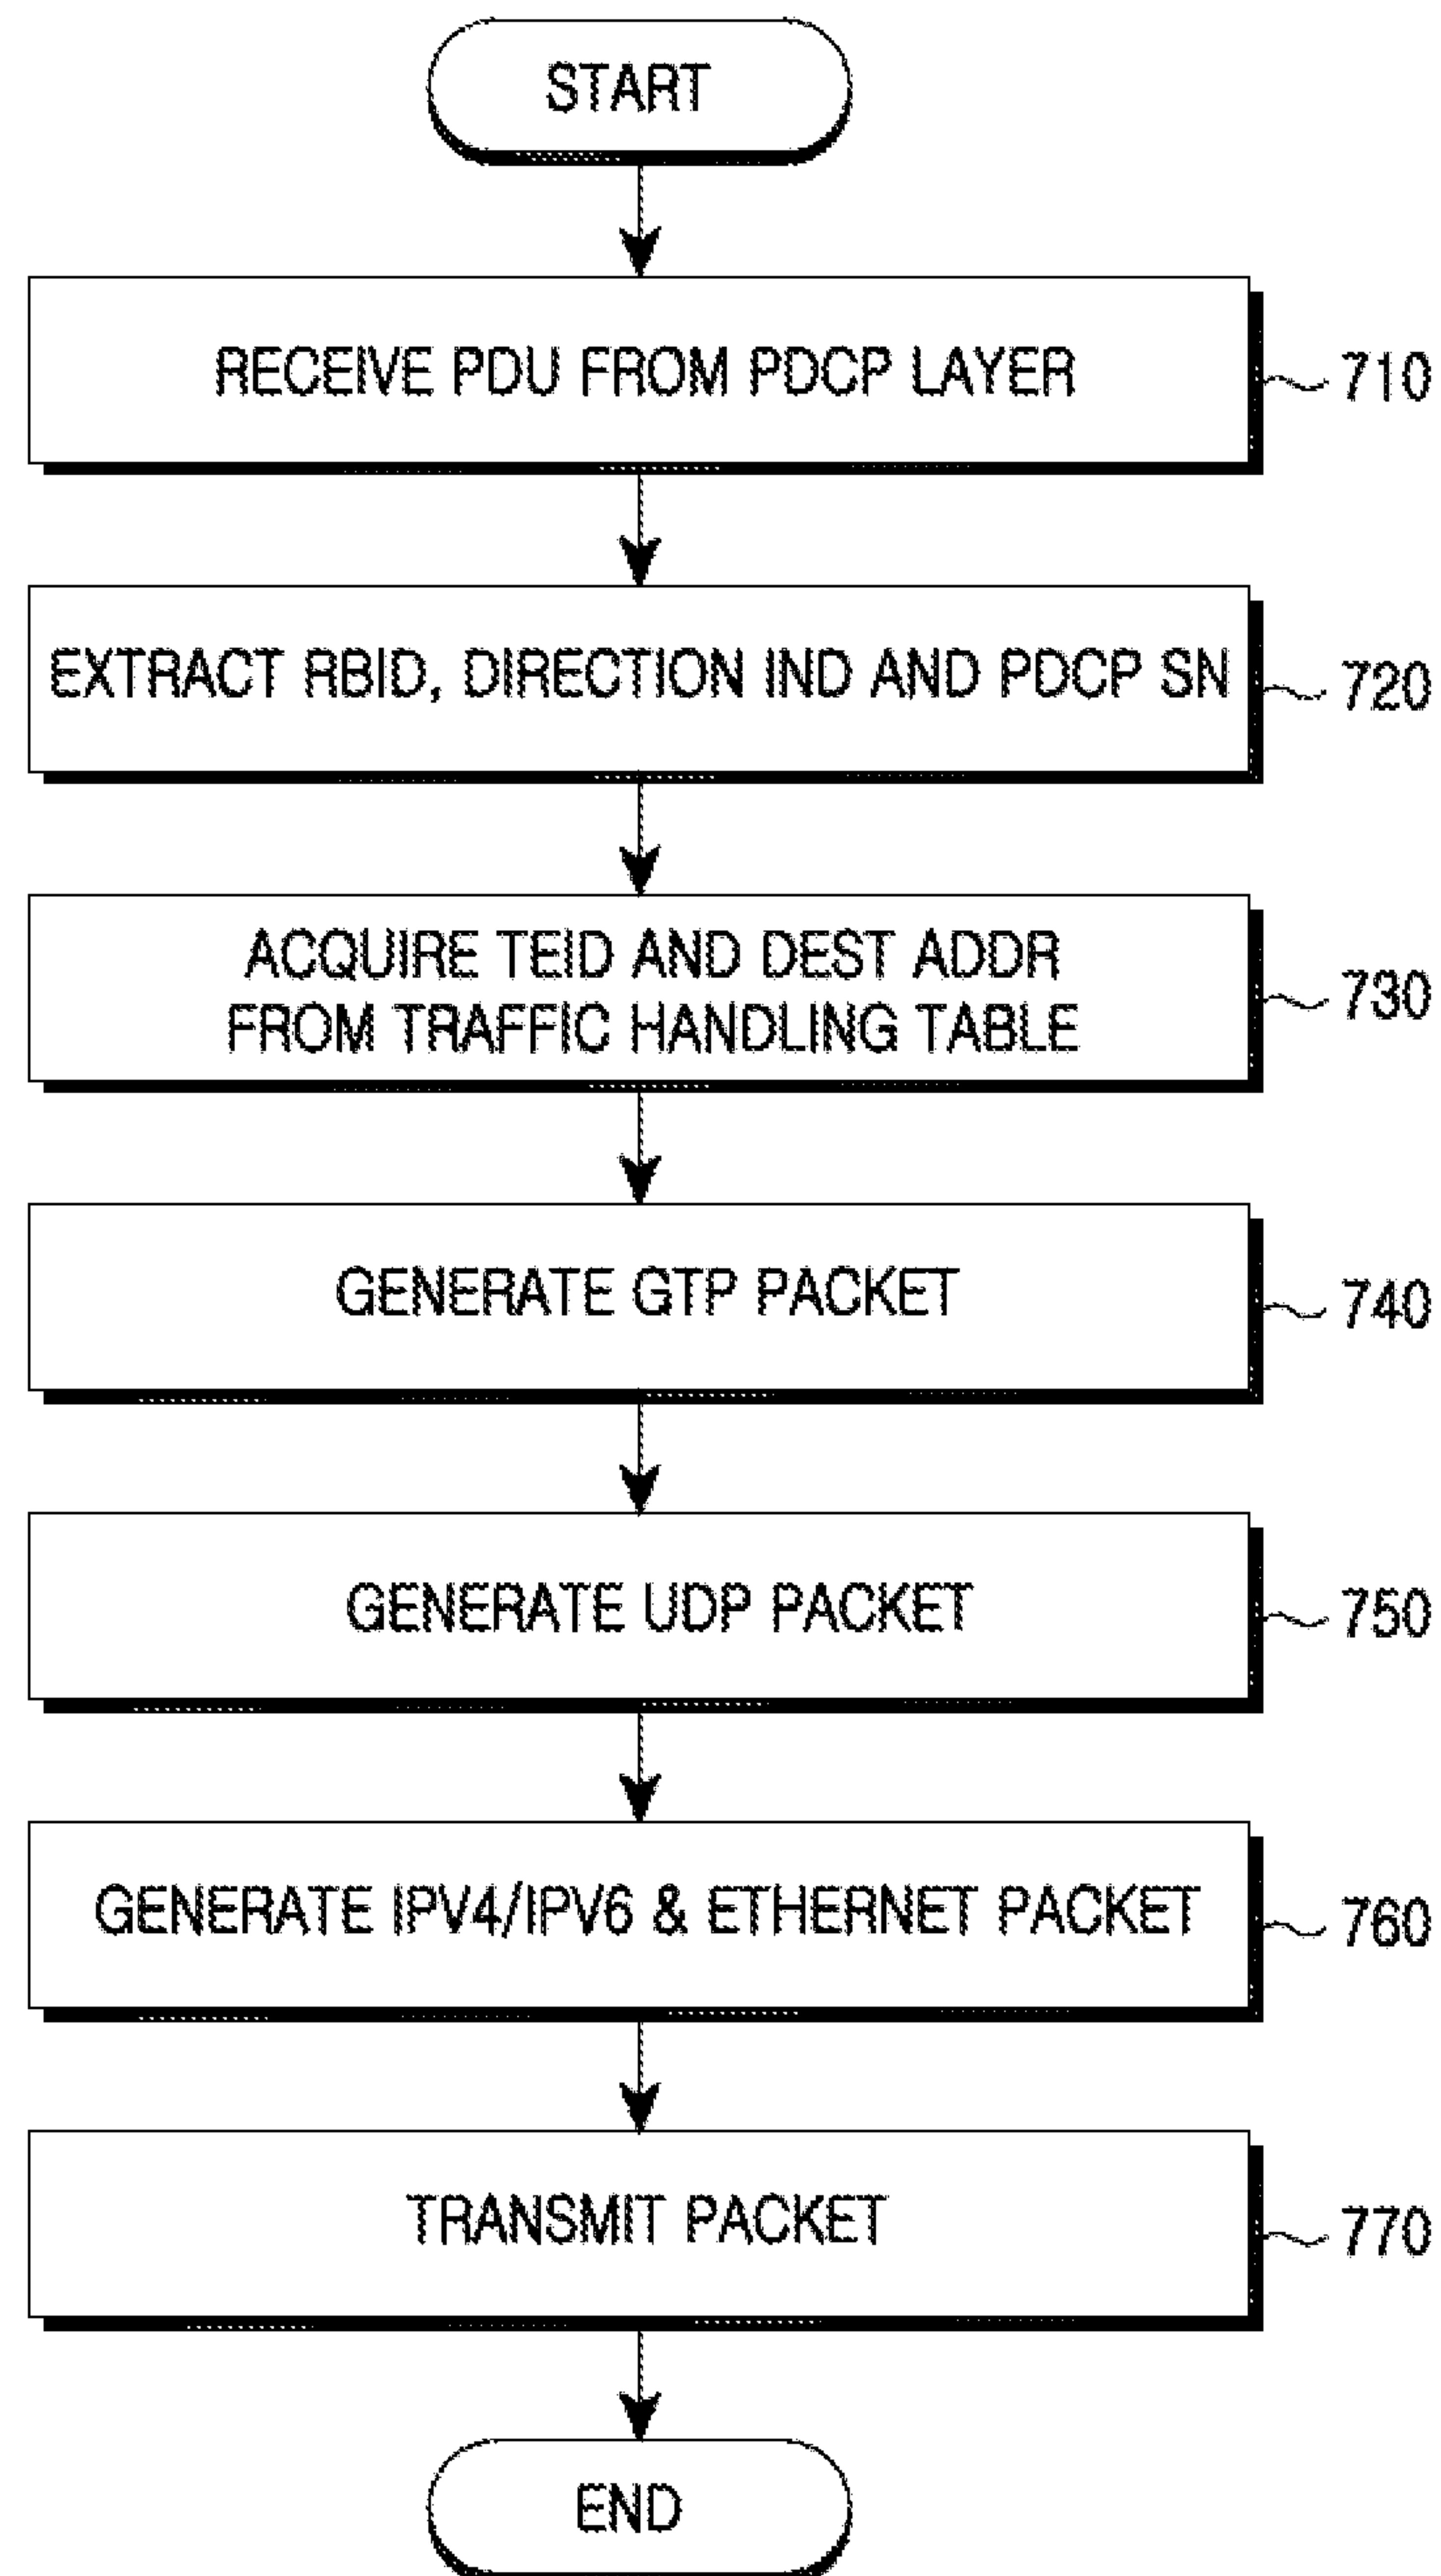 START
RECEIVE PDU FROM PDCP LAYER
710
EXTRACT RBID, DIRECTION IND AND PDCP SN
720
ACQUIRE TEID AND DEST ADDR
FROM TRAFFIC HANDLING TABLE
730
GENERATE GTP PACKET
740
GENERATE UDP PACKET
750
GENERATE IPV4/IPV6 & ETHERNET PACKET
760
TRANSMIT PACKET
770
END